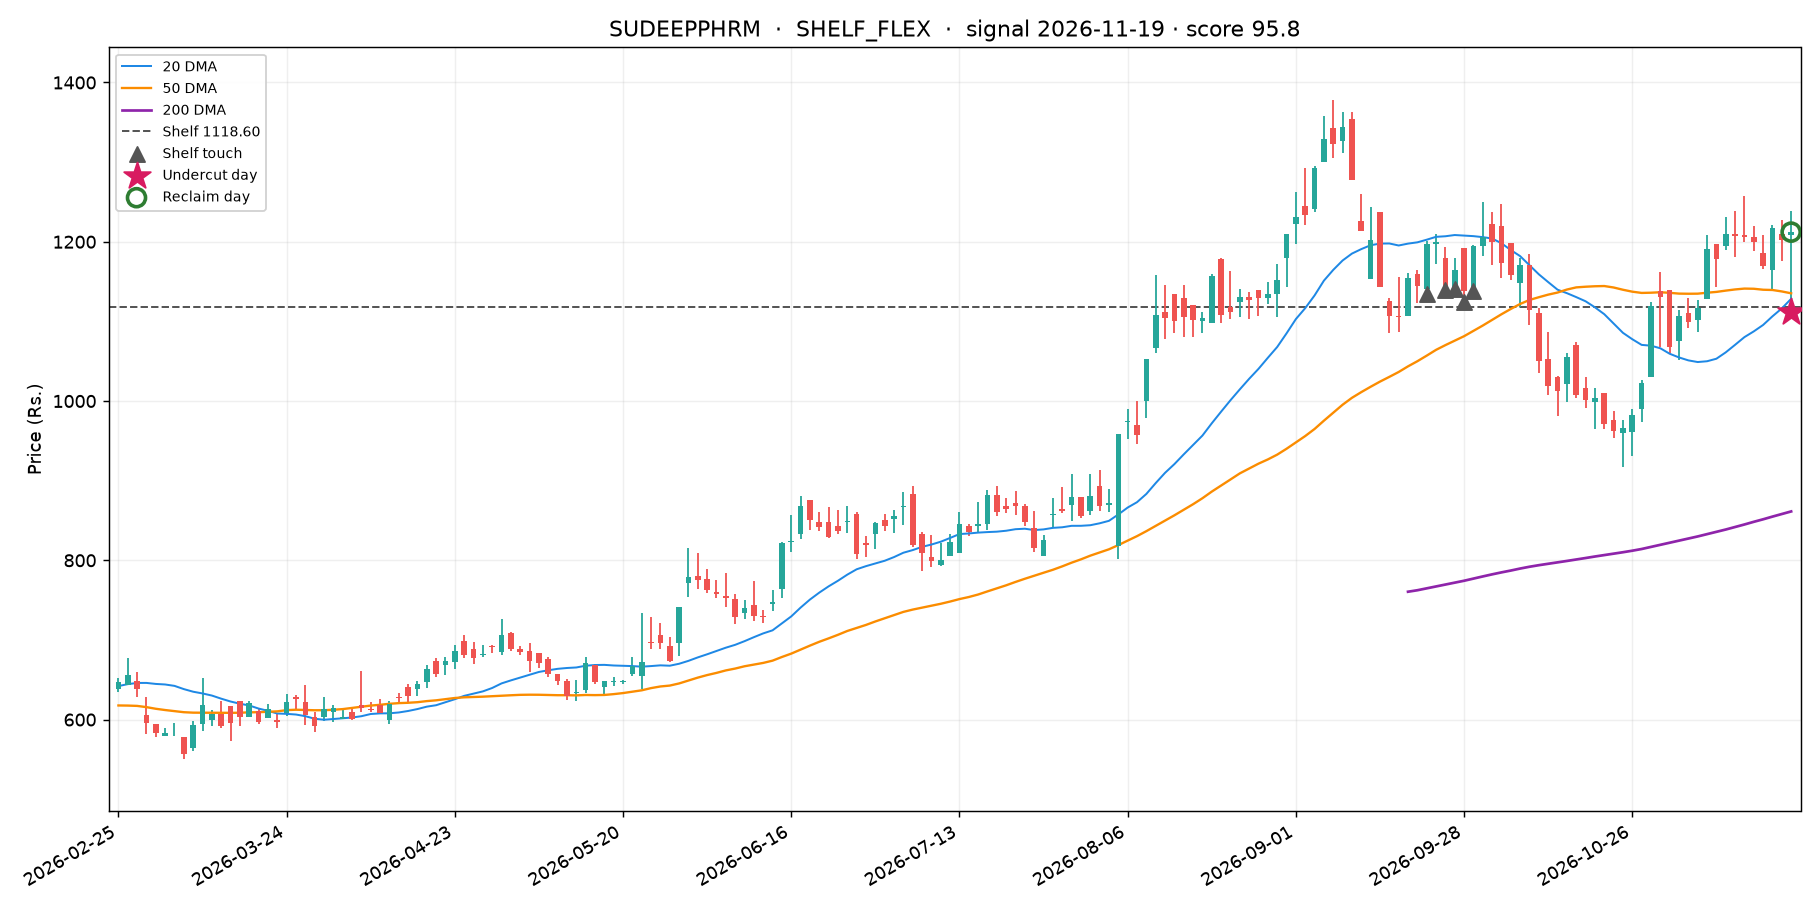 SUDEEPPHRM · SHELF_FLEX · signal 2026-11-19 · score 95.8
20 DMA
50 DMA
200 DMA
Shelf 1118.60
Shelf touch
Undercut day
Reclaim day
Price (Rs.)
1400
1200
1000
800
600
2026-02-25
2026-03-24
2026-04-23
2026-05-20
2026-06-16
2026-07-13
2026-08-06
2026-09-01
2026-09-28
2026-10-26